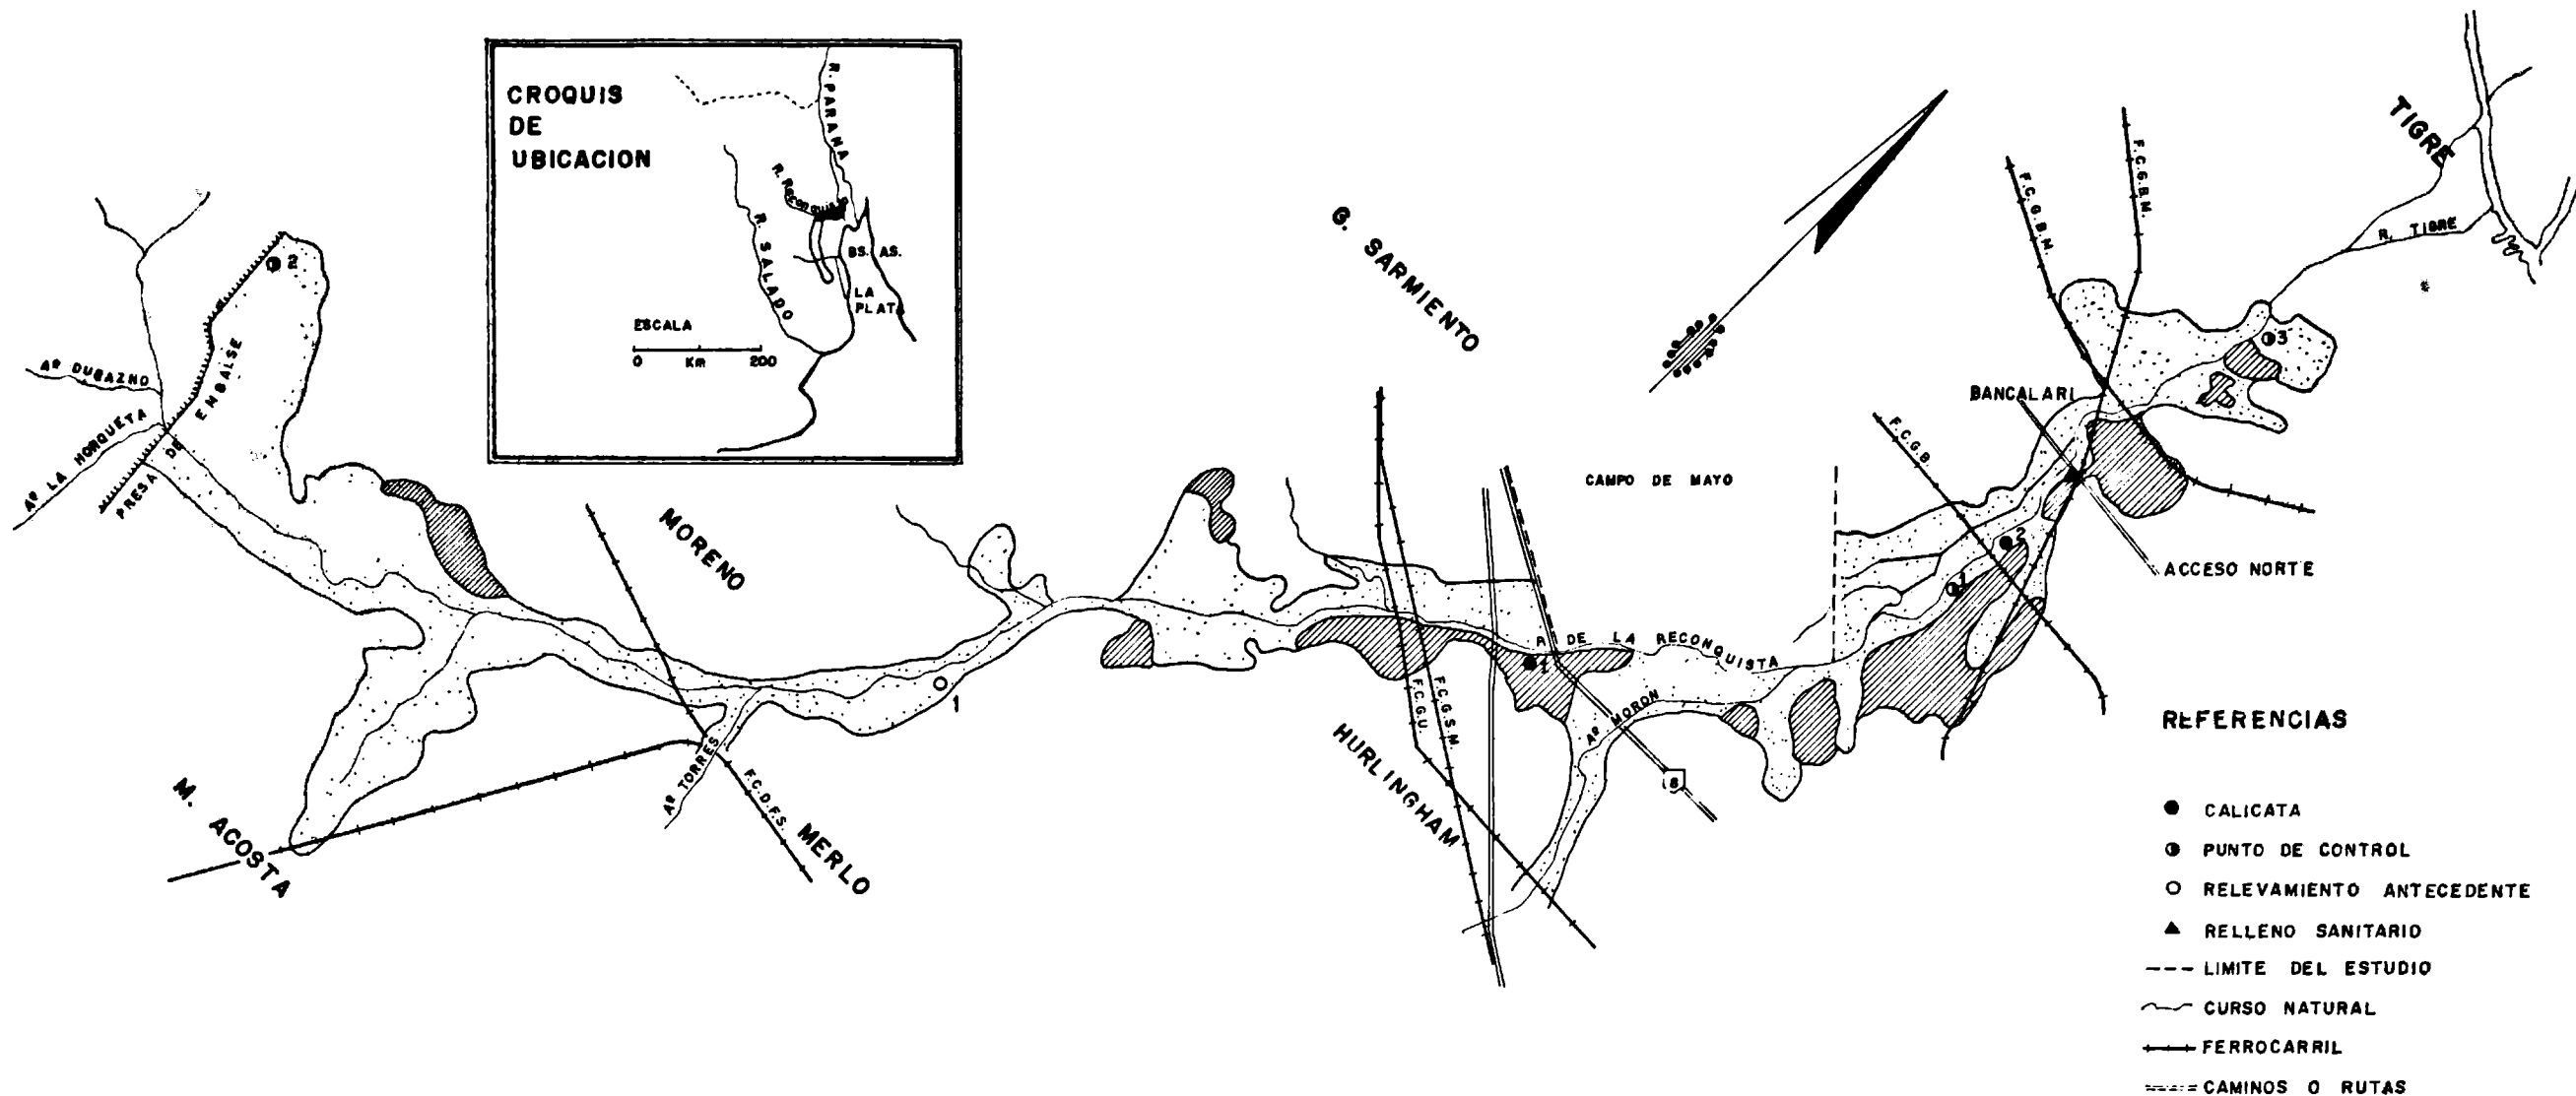 CROQUIS
DE
UBICACION
R. PARANA
R. Reconquista
R. SALADO
BS. AS.
LA
PLATA
ESCALA
0 Km 200
TIGRE
R. TIGRE
F.C.G.B.M.
F.C.G.B.M.
G. SARMIENTO
2
3
Aº DURAZNO
Aº LA HORQUETA
PRESA DE EMBALSE
BANCALARI
F.C.G.B.
CAMPO DE MAYO
MORENO
2
1
ACCESO NORTE
R DE LA RECONQUISTA
1
1
F.C.G.U.
F.C.G.S.M.
Aº MORON
8
HURLINGHAM
Aº TORRES
F.C.D.F.S.
MERLO
M. ACOSTA
REFERENCIAS
CALICATA
PUNTO DE CONTROL
RELEVAMIENTO ANTECEDENTE
RELLENO SANITARIO
LIMITE DEL ESTUDIO
CURSO NATURAL
FERROCARRIL
CAMINOS O RUTAS